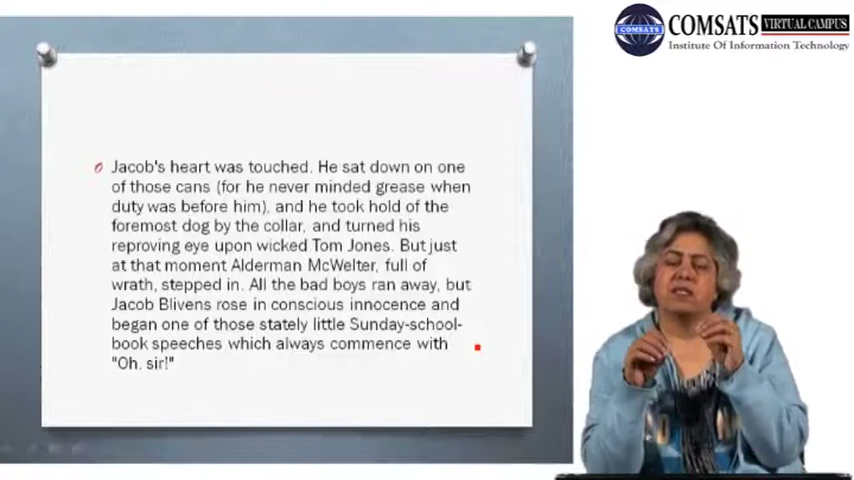 COMSATS VIRTUAL CAMPUS
COMSATS
Institute Of Information Technology
Jacob's heart was touched. He sat down on one
of those cans (for he never minded grease when
duty was before him), and he took hold of the
foremost dog by the collar, and turned his
reproving eye upon wicked Tom Jones. But just
at that moment Alderman McWelter, full of
wrath, stepped in. All the bad boys ran away, but
Jacob Blivens rose in conscious innocence and
began one of those stately little Sunday-school-
book speeches which always commence with
"Oh, sir!"